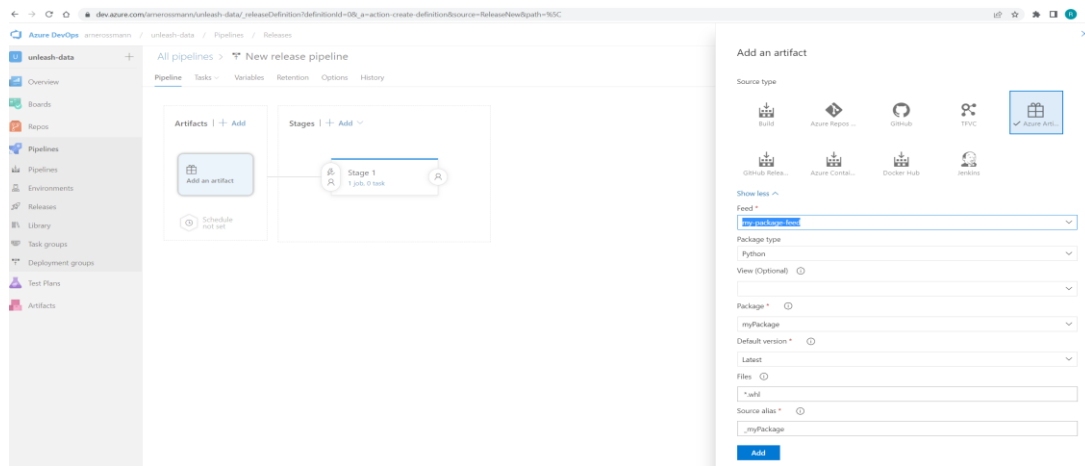 dev.azure.com/amerossmann/unleash-data/_releaseDefinition?definitionId=0&_a=action-create-definition&source=ReleaseNew&path=%5C
R
Azure DevOps amerossmann / unleash-data / Pipelines / Releases
U unleash-data +
Overview
Boards
Repos
Pipelines
Pipelines
Environments
Releases
Library
Task groups
Deployment groups
Test Plans
Artifacts
All pipelines > New release pipeline
Pipeline Tasks Variables Retention Options History
Artifacts | + Add
Add an artifact
Schedule
not set
Stages | + Add
Stage 1
1 job, 0 task
Add an artifact
Source type
Build Azure Repos ... GitHub TFVC Azure Arti...
GitHub Relea... Azure Contai... Docker Hub Jenkins
Show less
Feed *
my-package-feed
Package type
Python
View (Optional)
Package *
myPackage
Default version *
Latest
Files
*.whl
Source alias *
_myPackage
Add